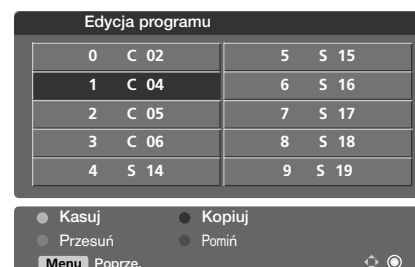 Edycja programu
0 C 02 5 S 15
1 C 04 6 S 16
2 C 05 7 S 17
3 C 06 8 S 18
4 S 14 9 S 19
Kasuj Kopiuj
Przesuń Pomiń
Menu Poprze.